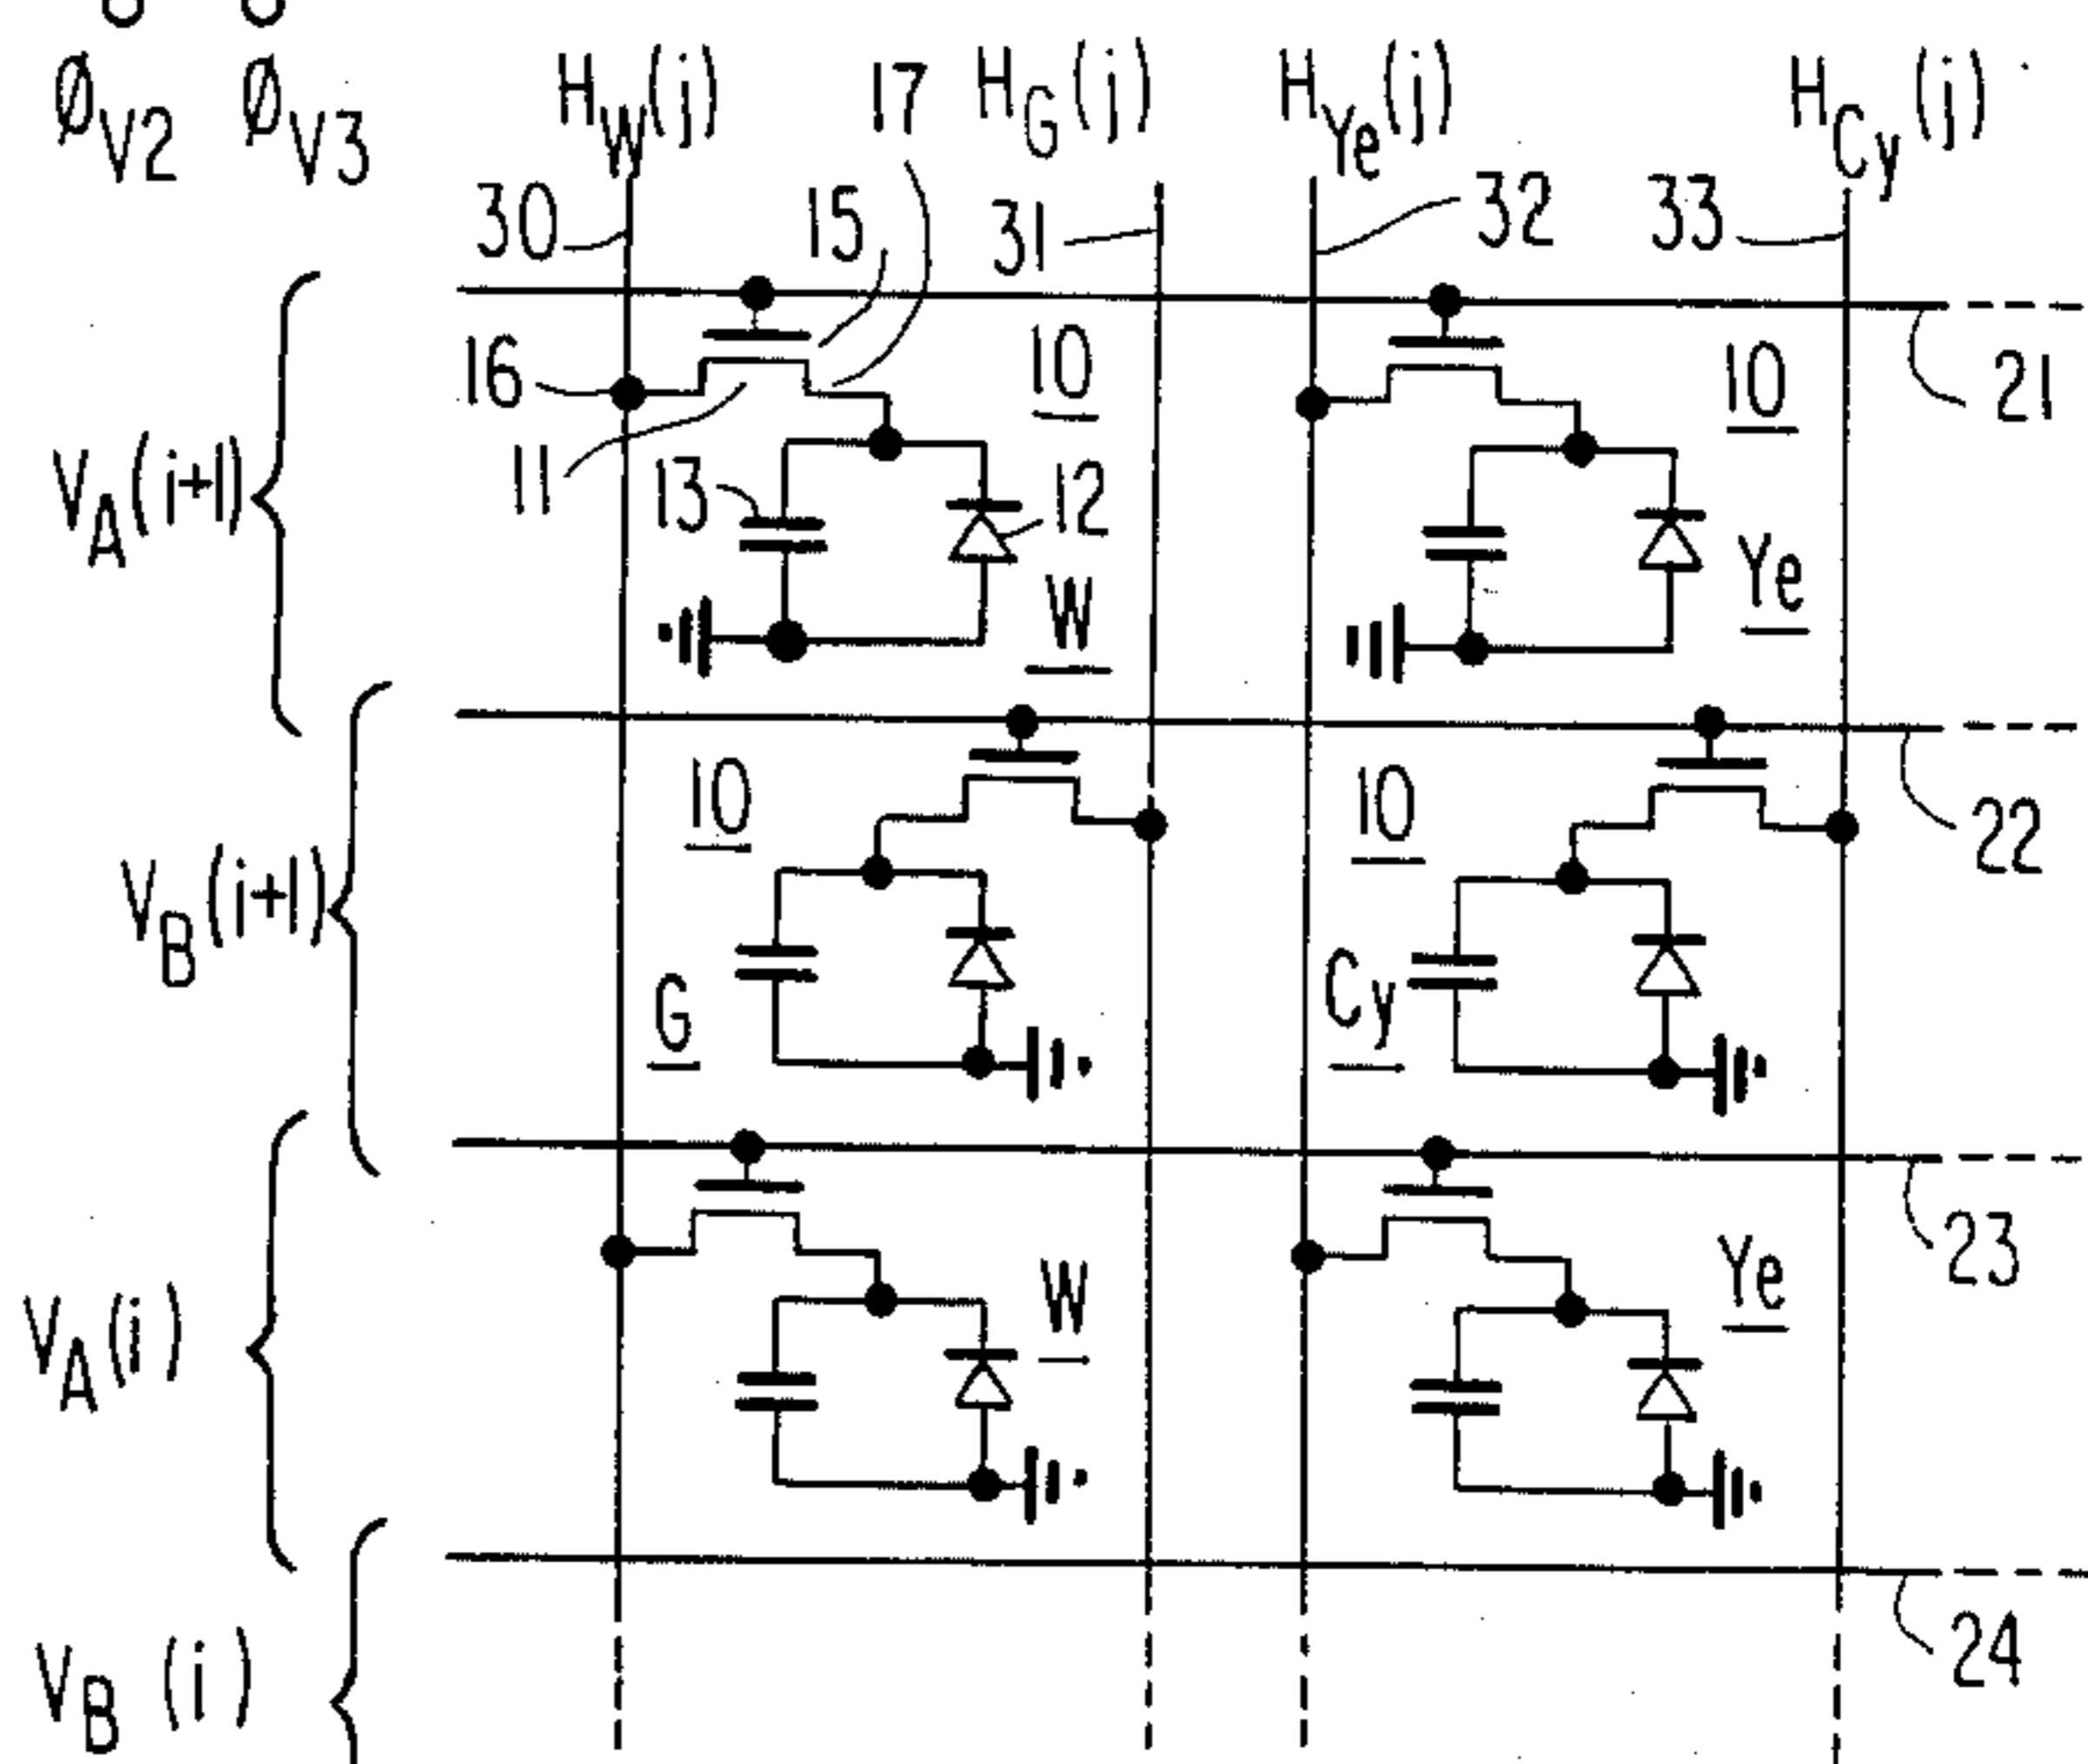 ØV2 ØV3 HW(j) 17 HG(j) HYe(j) HCy(j)
30 15 31 32 33
16 10 10 21
VA(i+1) 11 13 12
W Ye
10 10 22
VB(i+1)
G Cy
23
VA(i) W Ye
24
VB(i)